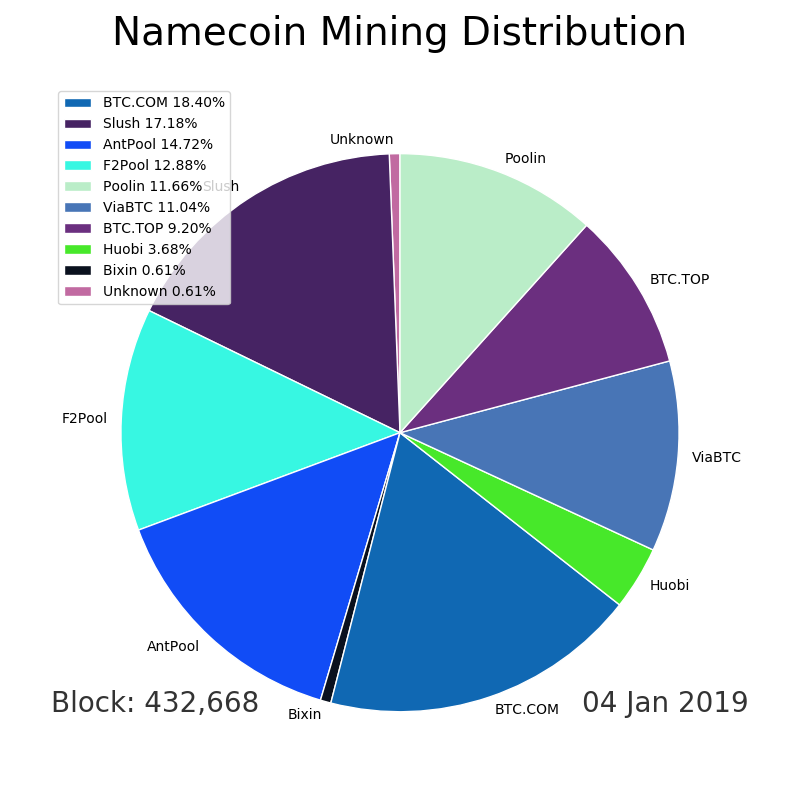 Namecoin Mining Distribution
BTC.COM 18.40%
Slush 17.18%
AntPool 14.72%
F2Pool 12.88%
Poolin 11.66%
ViaBTC 11.04%
BTC.TOP 9.20%
Huobi 3.68%
Bixin 0.61%
Unknown 0.61%
Unknown
Poolin
Slush
BTC.TOP
F2Pool
ViaBTC
Huobi
AntPool
Bixin
BTC.COM
Block: 432,668
04 Jan 2019